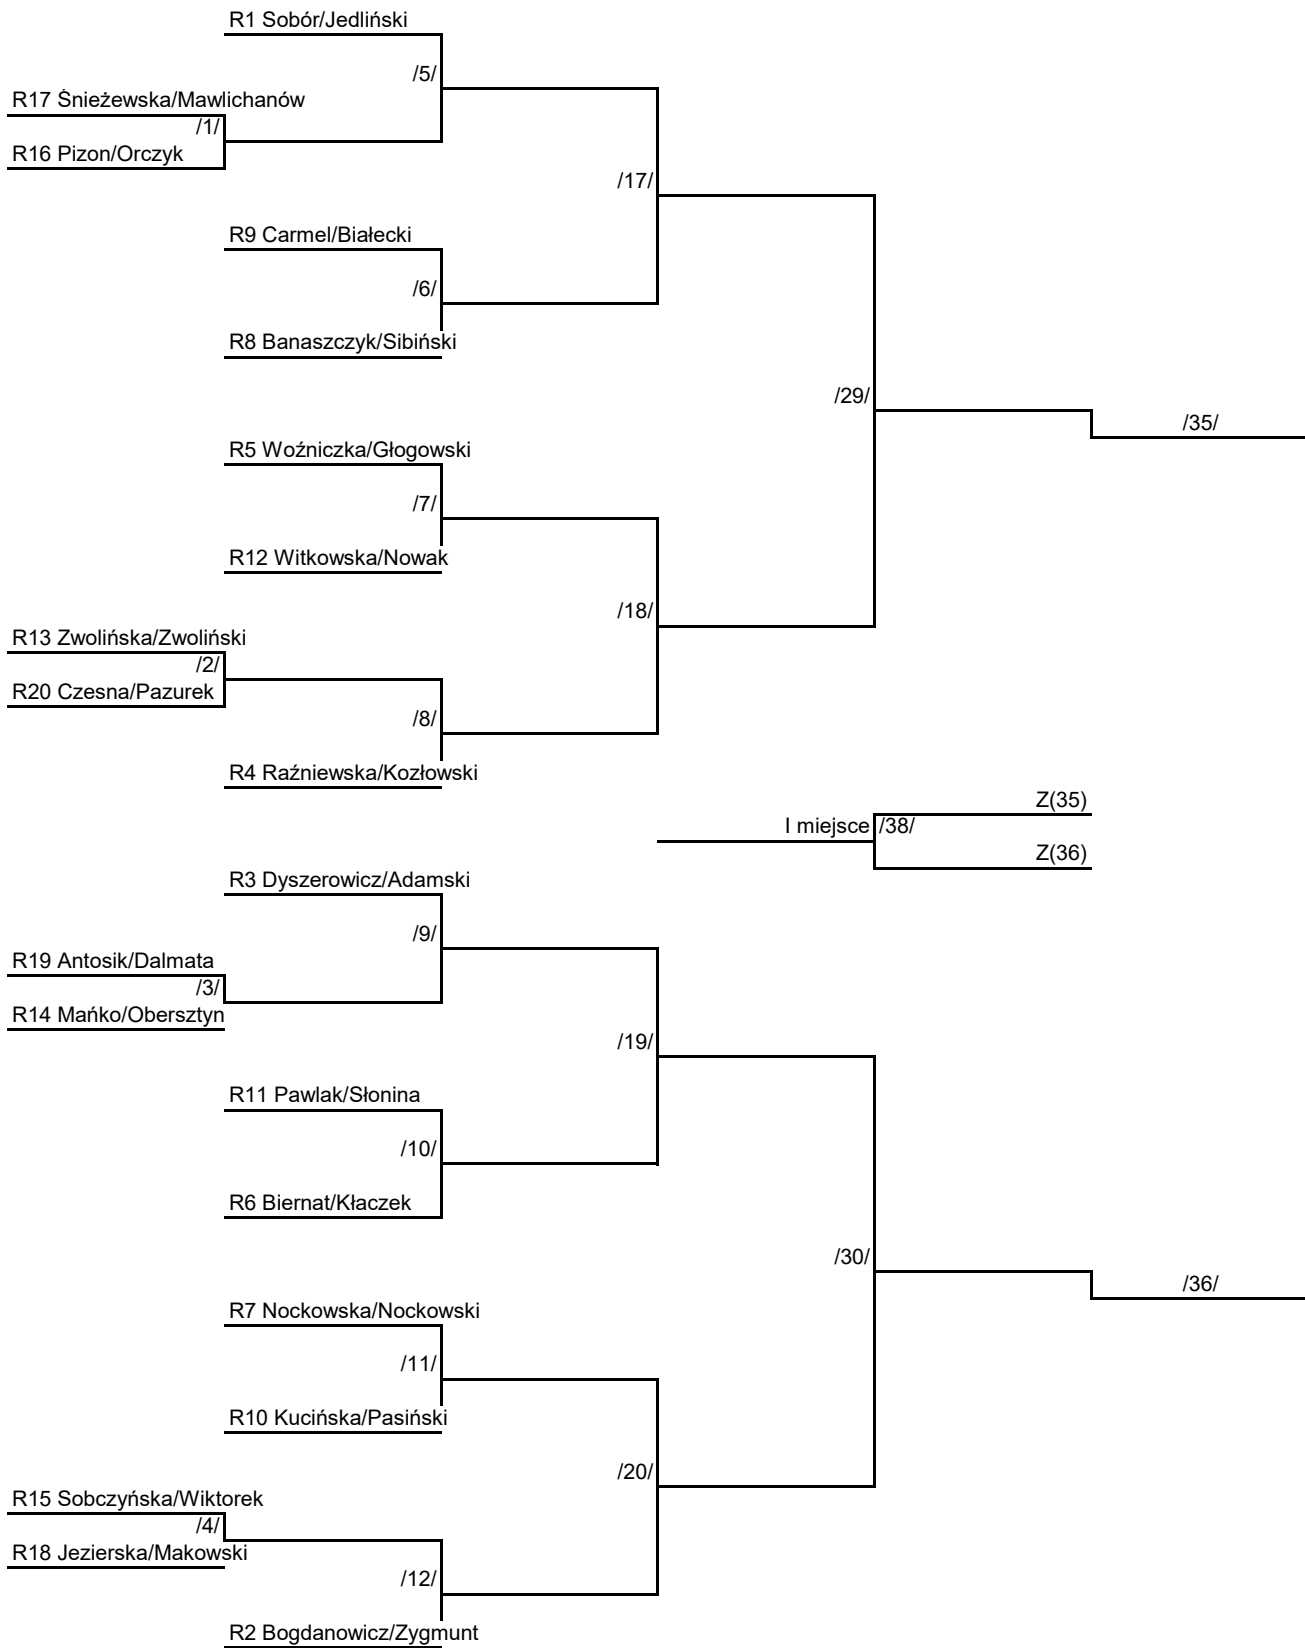 R1 Sobór/Jedliński
/5/
R17 Śnieżewska/Mawlichanów
/1/
R16 Pizon/Orczyk
/17/
R9 Carmel/Białecki
/6/
R8 Banaszczyk/Sibiński
/29/
/35/
R5 Woźniczka/Głogowski
/7/
R12 Witkowska/Nowak
/18/
R13 Zwolińska/Zwoliński
/2/
R20 Czesna/Pazurek
/8/
R4 Raźniewska/Kozłowski
Z(35)
I miejsce /38/
Z(36)
R3 Dyszerowicz/Adamski
/9/
R19 Antosik/Dalmata
/3/
R14 Mańko/Obersztyn
/19/
R11 Pawlak/Słonina
/10/
R6 Biernat/Kłaczek
/30/
/36/
R7 Nockowska/Nockowski
/11/
R10 Kucińska/Pasiński
/20/
R15 Sobczyńska/Wiktorek
/4/
R18 Jezierska/Makowski
/12/
R2 Bogdanowicz/Zygmunt